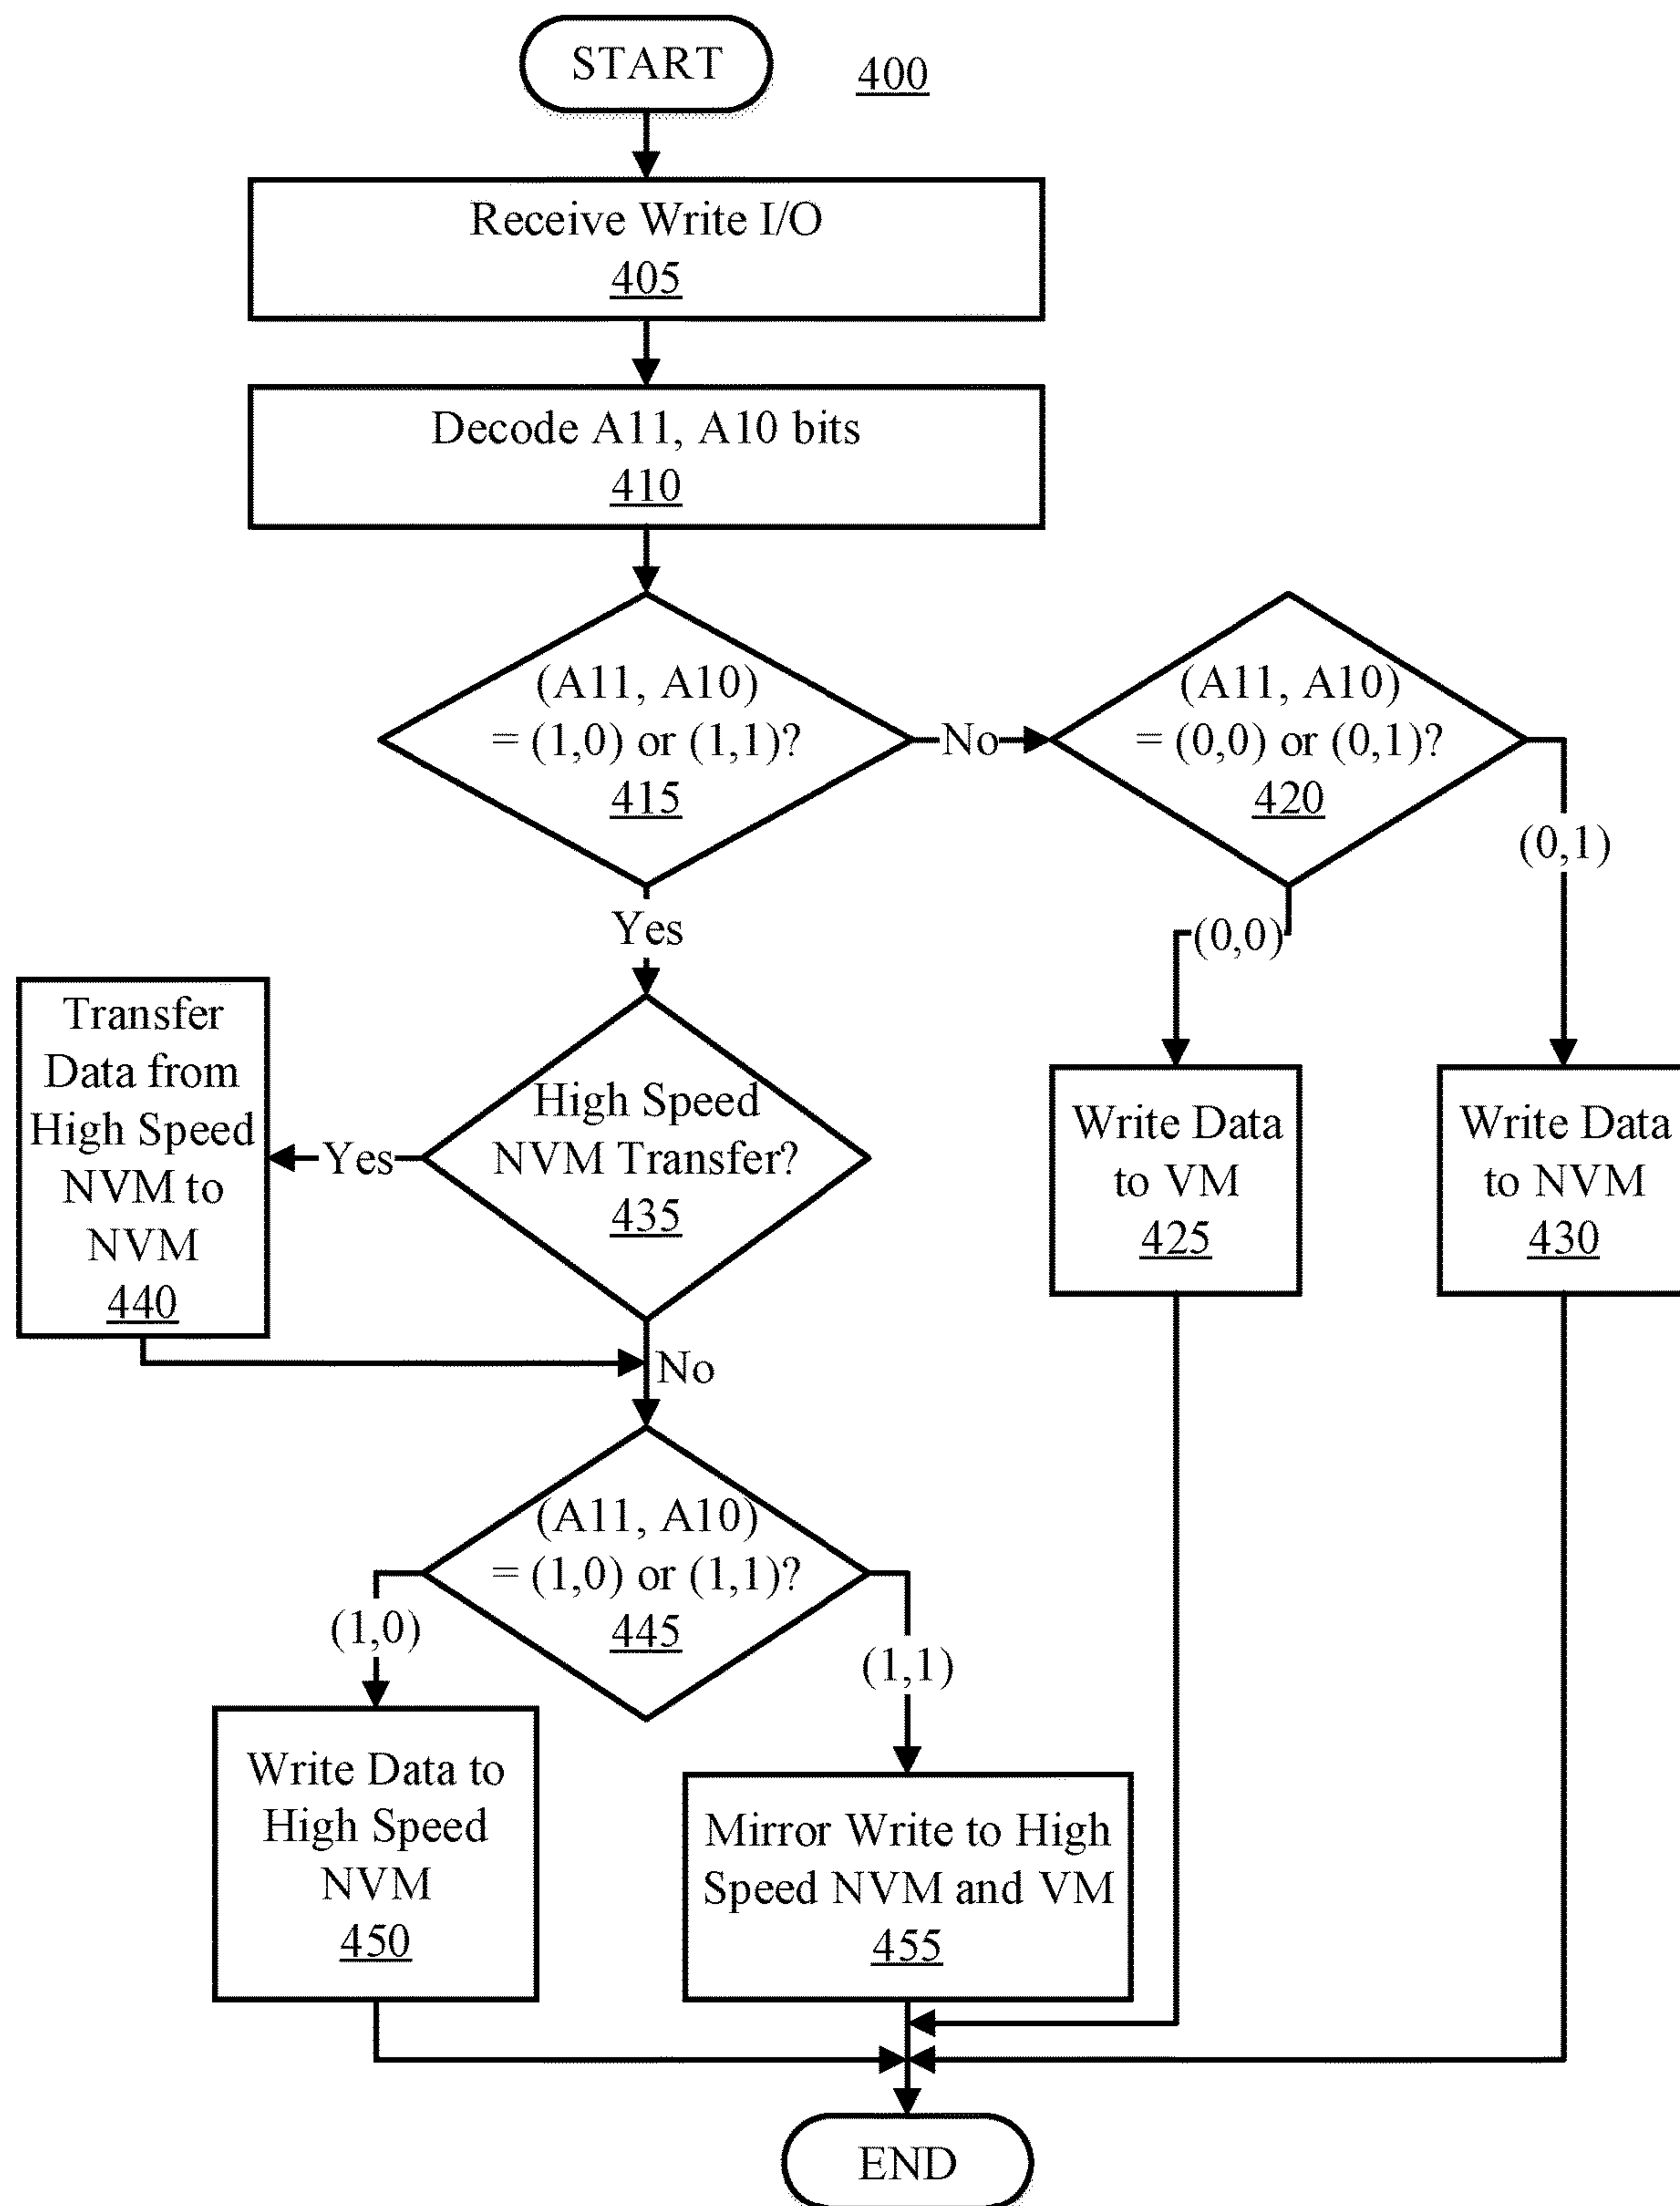 START
400
Receive Write I/O
405
Decode A11, A10 bits
410
(A11, A10)
= (1,0) or (1,1)?
415
No
(A11, A10)
= (0,0) or (0,1)?
420
(0,1)
(0,0)
Yes
Transfer
Data from
High Speed
NVM to
NVM
440
Yes
High Speed
NVM Transfer?
435
Write Data
to VM
425
Write Data
to NVM
430
No
(A11, A10)
= (1,0) or (1,1)?
445
(1,0)
(1,1)
Write Data to
High Speed
NVM
450
Mirror Write to High
Speed NVM and VM
455
END